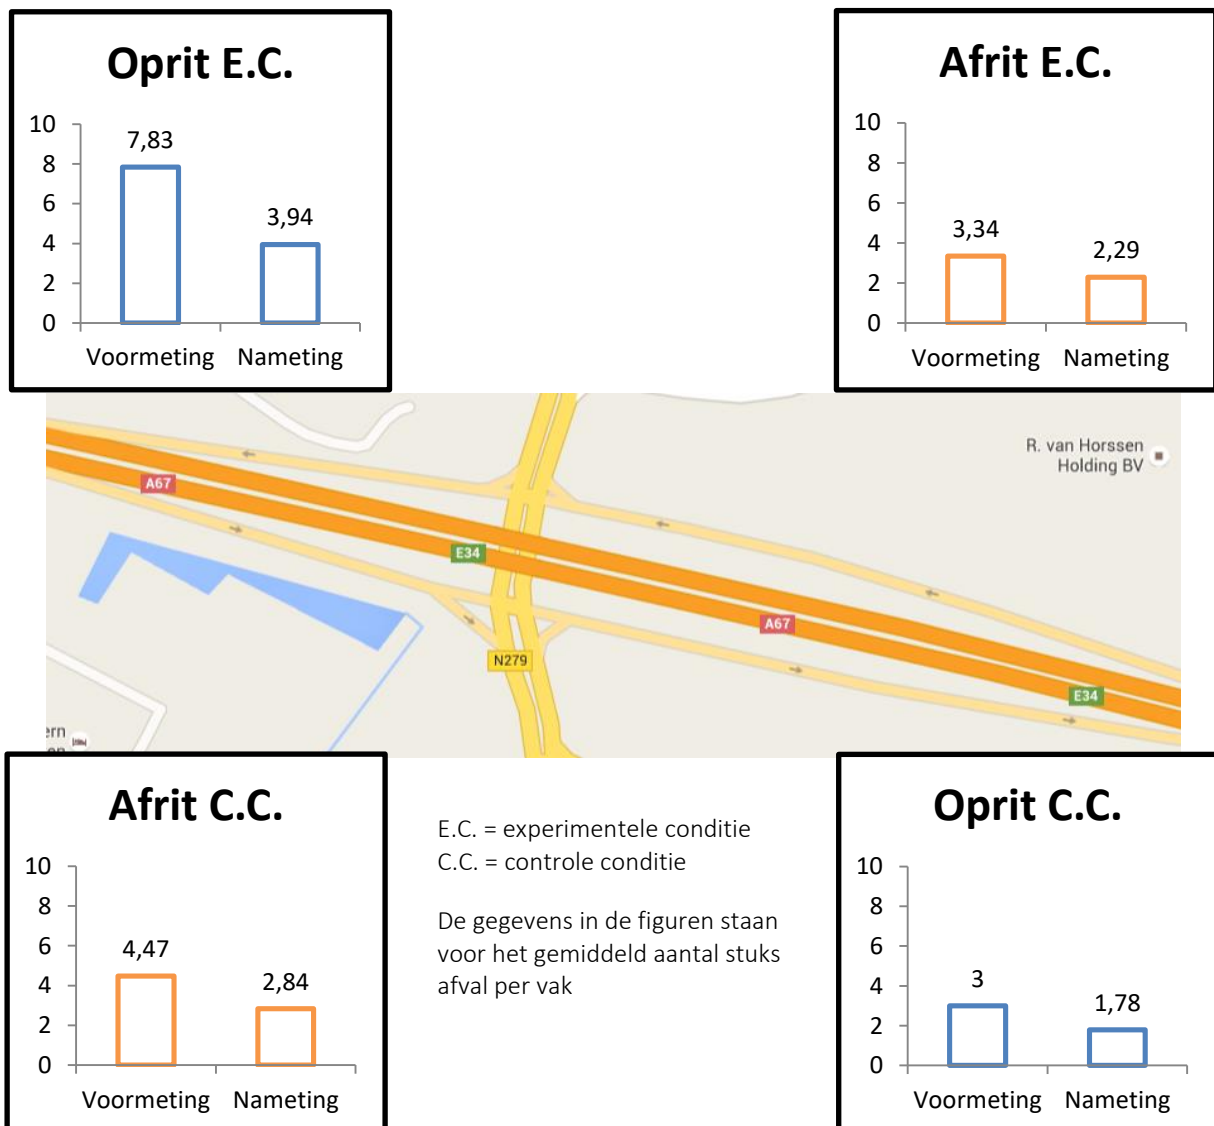 Oprit E.C.
10
8
6
4
2
0
7,83
3,94
Voormeting Nameting
Afrit E.C.
10
8
6
4
2
0
3,34
2,29
Voormeting Nameting
R. van Horssen
Holding BV
A67
E34
A67
N279
E34
ern
Afrit C.C.
10
8
6
4
2
0
4,47
2,84
Voormeting Nameting
E.C. = experimentele conditie
C.C. = controle conditie
De gegevens in de figuren staan
voor het gemiddeld aantal stuks
afval per vak
Oprit C.C.
10
8
6
4
2
0
3
1,78
Voormeting Nameting